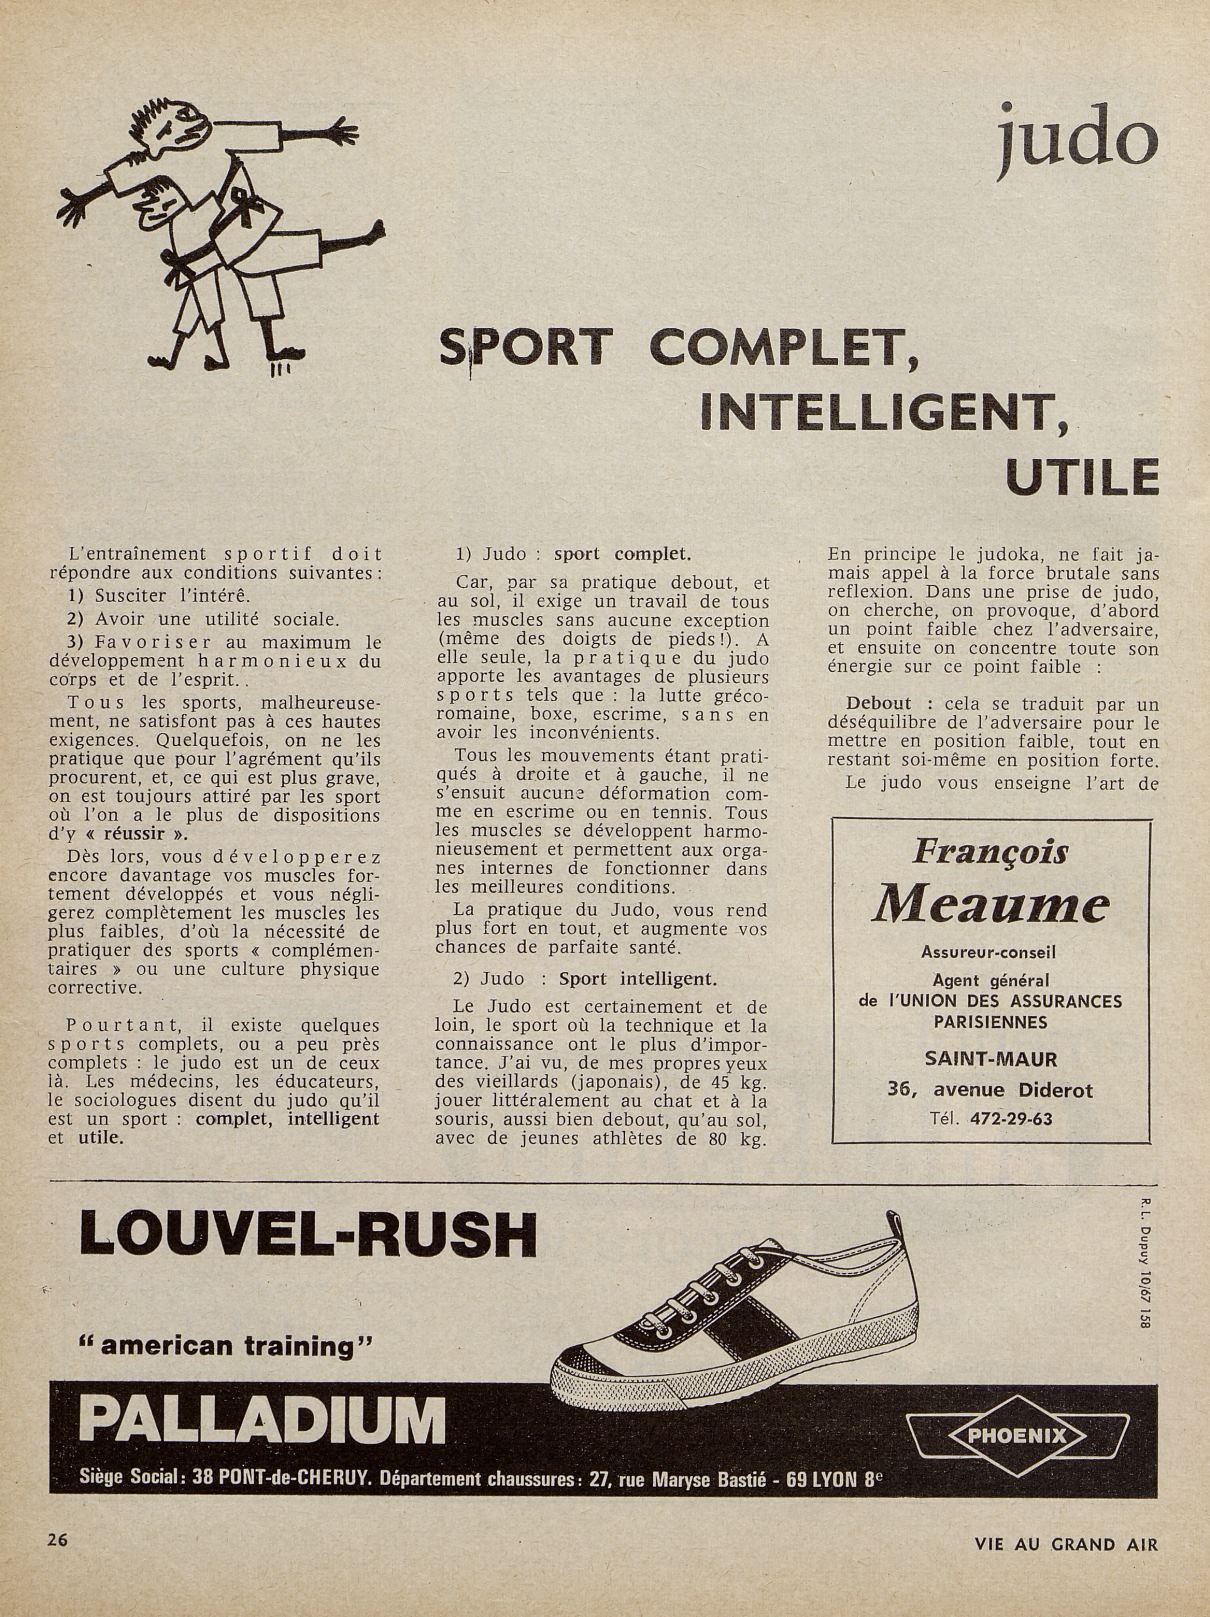 judo
SPORT COMPLET,
INTELLIGENT,
UTILE
L'entraînement sportif doit
répondre aux conditions suivantes :
1) Susciter l'intérê.
2) Avoir une utilité sociale.
3) Favoriser au maximum le
développement harmonieux du
corps et de l'esprit.
Tous les sports, malheureuse-
ment, ne satisfont pas à ces hautes
exigences. Quelquefois, on ne les
pratique que pour l'agrément qu'ils
procurent, et, ce qui est plus grave,
on est toujours attiré par les sport
où l'on a le plus de dispositions
d'y « réussir ».
Dès lors, vous développerez
encore davantage vos muscles for-
tement développés et vous négli-
gerez complètement les muscles les
plus faibles, d'où la nécessité de
pratiquer des sports « complémen-
taires » ou une culture physique
corrective.
Pourtant, il existe quelques
sports complets, ou a peu près
complets : le judo est un de ceux
là. Les médecins, les éducateurs,
le sociologues disent du judo qu'il
est un sport : complet, intelligent
et utile.
1) Judo : sport complet.
Car, par sa pratique debout, et
au sol, il exige un travail de tous
les muscles sans aucune exception
(même des doigts de pieds !). A
elle seule, la pratique du judo
apporte les avantages de plusieurs
sports tels que : la lutte gréco-
romaine, boxe, escrime, sans en
avoir les inconvénients.
Tous les mouvements étant prati-
qués à droite et à gauche, il ne
s'ensuit aucune déformation com-
me en escrime ou en tennis. Tous
les muscles se développent harmo-
nieusement et permettent aux orga-
nes internes de fonctionner dans
les meilleures conditions.
La pratique du Judo, vous rend
plus fort en tout, et augmente vos
chances de parfaite santé.
2) Judo : Sport intelligent.
Le Judo est certainement et de
loin, le sport où la technique et la
connaissance ont le plus d'impor-
tance. J'ai vu, de mes propres yeux
des vieillards (japonais), de 45 kg.
jouer littéralement au chat et à la
souris, aussi bien debout, qu'au sol,
avec de jeunes athlètes de 80 kg.
En principe le judoka, ne fait ja-
mais appel à la force brutale sans
reflexion. Dans une prise de judo,
on cherche, on provoque, d'abord
un point faible chez l'adversaire,
et ensuite on concentre toute son
énergie sur ce point faible :
Debout : cela se traduit par un
déséquilibre de l'adversaire pour le
mettre en position faible, tout en
restant soi-même en position forte.
Le judo vous enseigne l'art de
François
Meaume
Assureur-conseil
Agent général
de l'UNION DES ASSURANCES
PARISIENNES
SAINT-MAUR
36, avenue Diderot
Tél. 472-29-63
LOUVEL-RUSH
"american training"
PALLADIUM
Siège Social : 38 PONT-de-CHERUY. Département chaussures : 27, rue Maryse Bastié - 69 LYON 8e
PHOENIX
R.L. Dupuy 10/67 158
26
VIE AU GRAND AIR